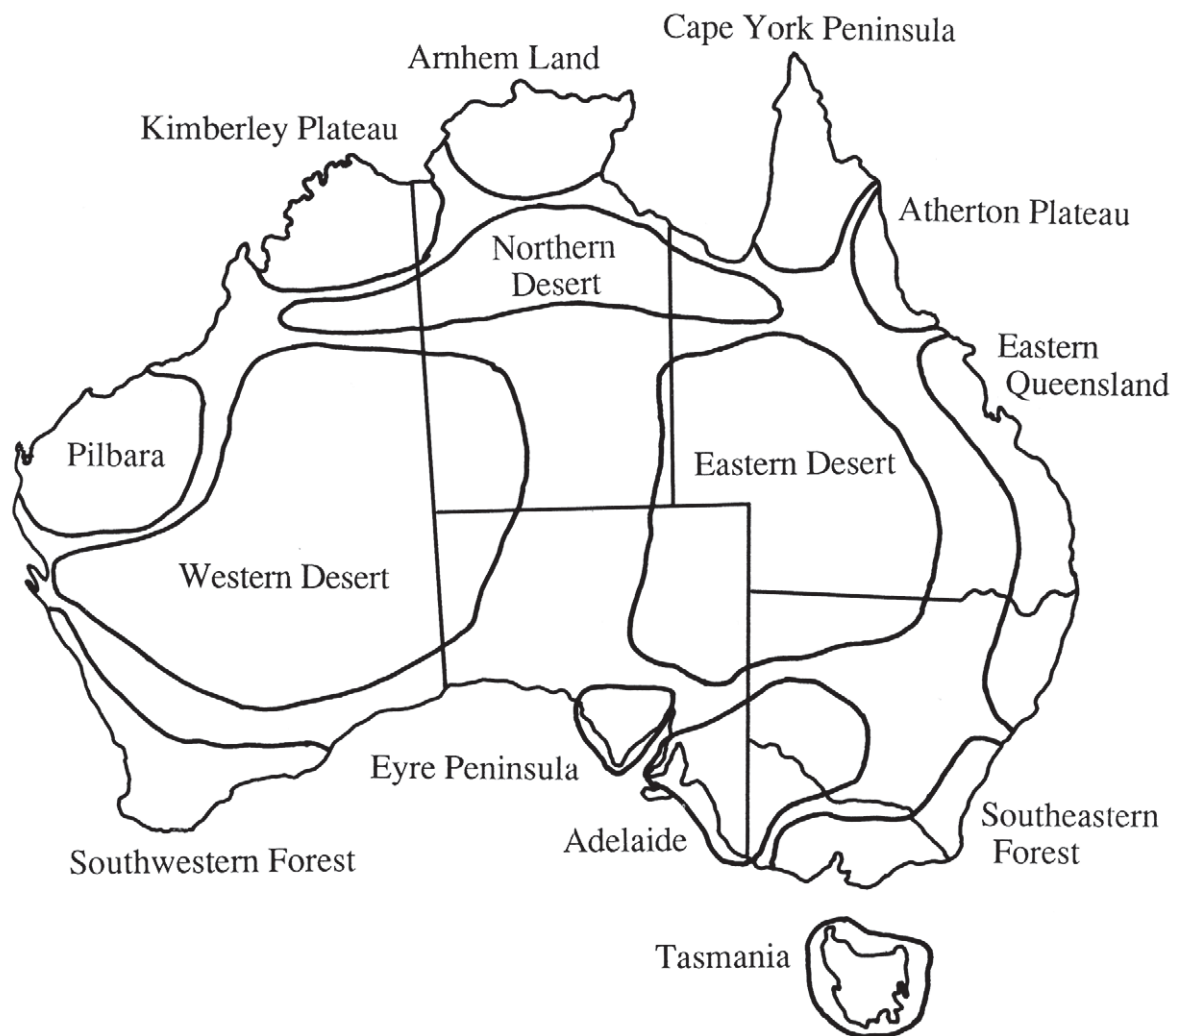 Cape York Peninsula
Arnhem Land
Kimberley Plateau
Atherton Plateau
Northern
Desert
Eastern
Queensland
Pilbara
Eastern Desert
Western Desert
Eyre Peninsula
Adelaide
Southeastern
Forest
Southwestern Forest
Tasmania